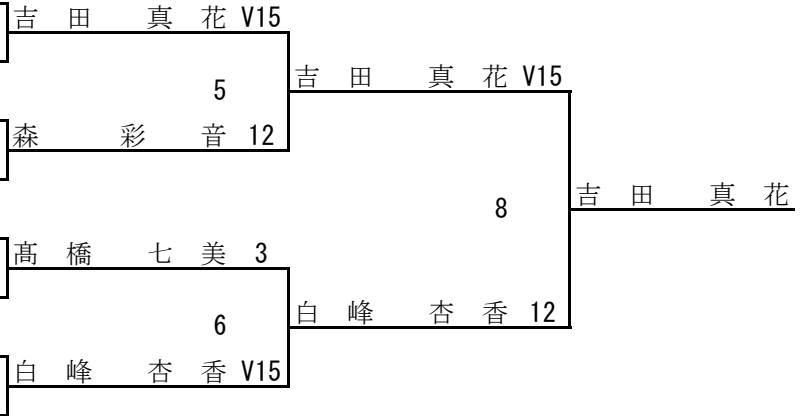 吉田 真花 V15
5
吉田 真花 V15
森 彩音 12
吉田 真花
8
髙橋 七美 3
白峰 杏香 12
6
白峰 杏香 V15